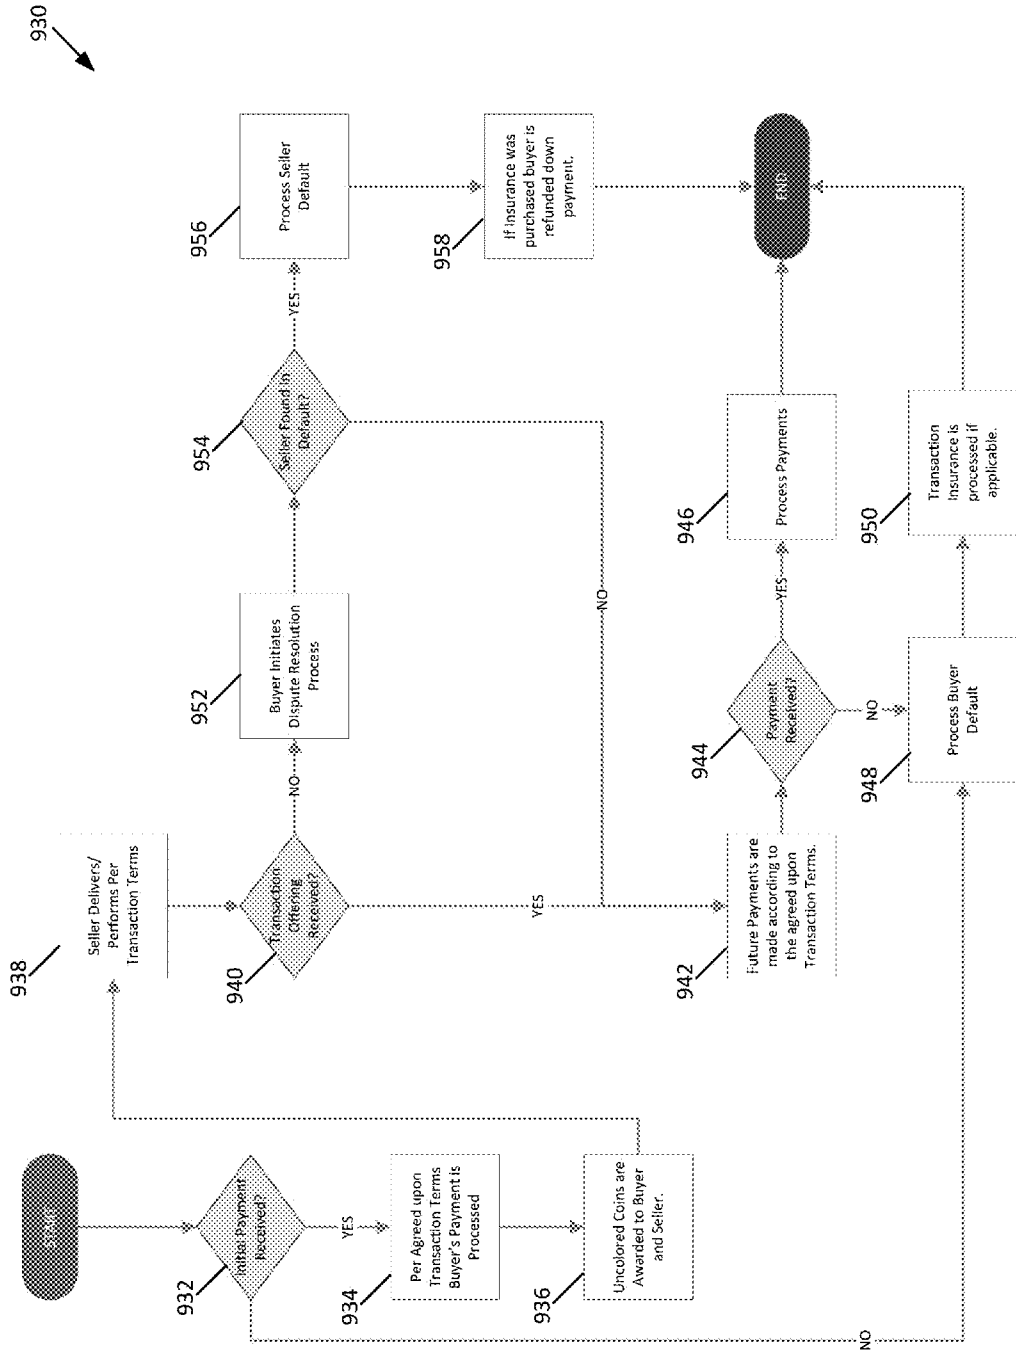 930
START
932
Initial Payment
Received?
YES
NO
934
Per Agreed upon
Transaction Terms
Buyer's Payment is
Processed
936
Uncolored Coins are
Awarded to Buyer
and Seller.
938
Seller Delivers/
Performs Per
Transaction Terms
940
Transaction
Offering
Received?
NO
YES
952
Buyer Initiates
Dispute Resolution
Process
954
Seller Found In
Default?
YES
NO
956
Process Seller
Default
958
If Insurance was
purchased buyer is
refunded down
payment.
942
Future Payments are
made according to
the agreed upon
Transaction Terms.
944
Payment
Received?
YES
NO
946
Process Payments
948
Process Buyer
Default
950
Transaction
Insurance is
processed if
applicable.
END